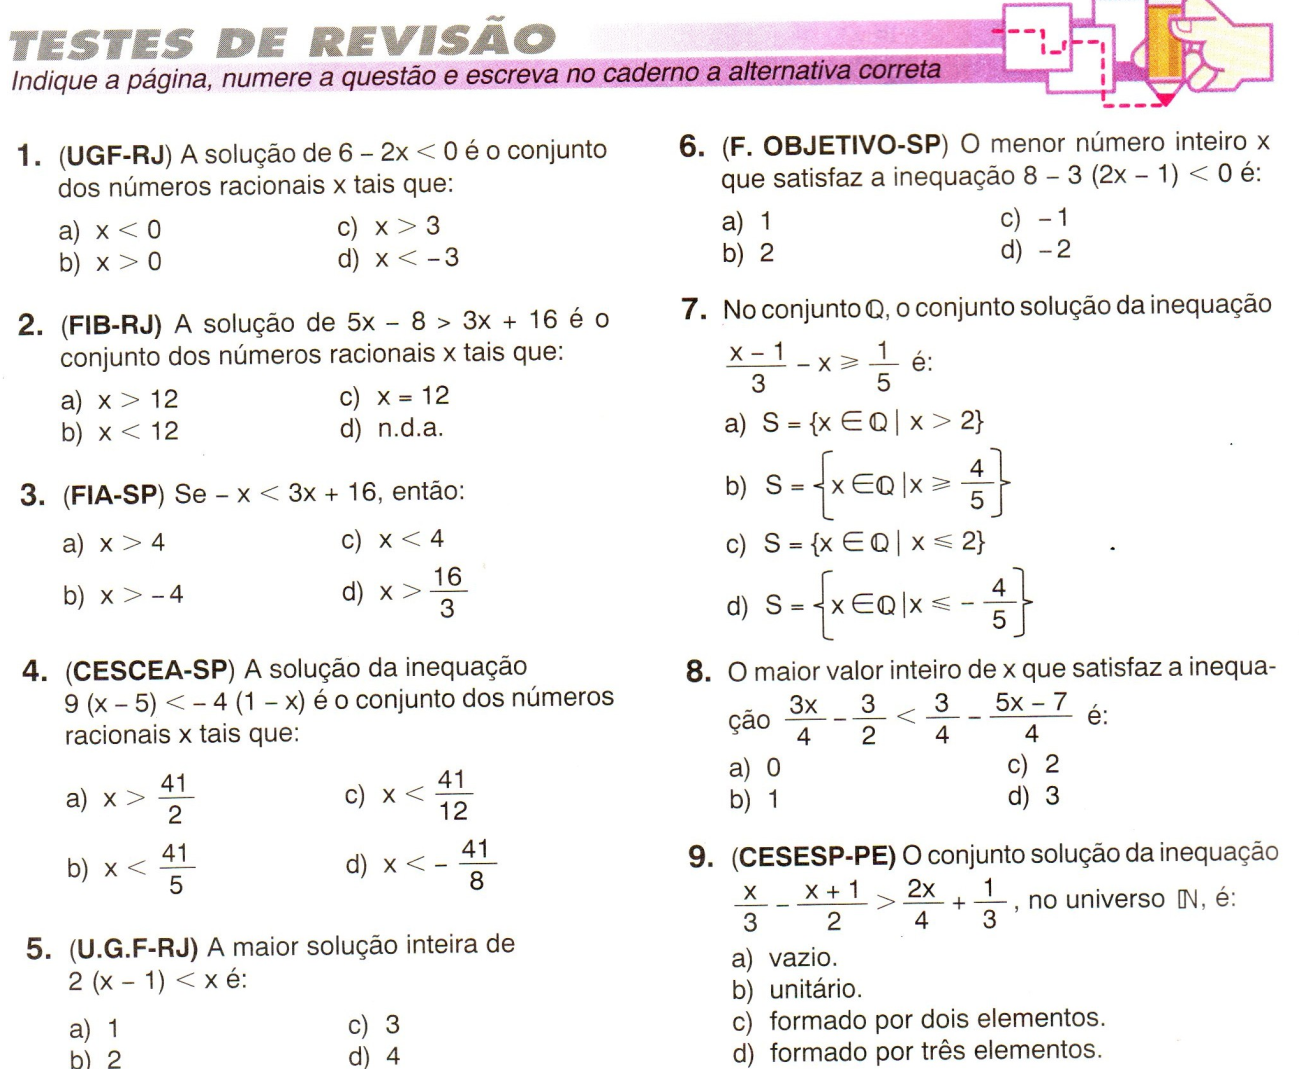 TESTES DE REVISÃO
Indique a página, numere a questão e escreva no caderno a alternativa correta
1. (UGF-RJ) A solução de 6 – 2x < 0 é o conjunto
dos números racionais x tais que:
a) x < 0
c) x > 3
b) x > 0
d) x < –3
2. (FIB-RJ) A solução de 5x – 8 > 3x + 16 é o
conjunto dos números racionais x tais que:
a) x > 12
c) x = 12
b) x < 12
d) n.d.a.
3. (FIA-SP) Se – x < 3x + 16, então:
a) x > 4
c) x < 4
b) x > –4
d) x > 16/3
4. (CESCEA-SP) A solução da inequação
9 (x – 5) < – 4 (1 – x) é o conjunto dos números
racionais x tais que:
a) x > 41/2
c) x < 41/12
b) x < 41/5
d) x < – 41/8
5. (U.G.F-RJ) A maior solução inteira de
2 (x – 1) < x é:
a) 1
c) 3
b) 2
d) 4
6. (F. OBJETIVO-SP) O menor número inteiro x
que satisfaz a inequação 8 – 3 (2x – 1) < 0 é:
a) 1
c) –1
b) 2
d) –2
7. No conjunto ℚ, o conjunto solução da inequação
(x – 1)/3 – x ⩾ 1/5 é:
a) S = {x ∈ ℚ | x > 2}
b) S = {x ∈ ℚ | x ⩾ 4/5}
c) S = {x ∈ ℚ | x ⩽ 2}
d) S = {x ∈ ℚ | x ⩽ – 4/5}
8. O maior valor inteiro de x que satisfaz a inequa-
ção 3x/4 – 3/2 < 3/4 – (5x – 7)/4 é:
a) 0
c) 2
b) 1
d) 3
9. (CESESP-PE) O conjunto solução da inequação
x/3 – (x + 1)/2 > 2x/4 + 1/3, no universo ℕ, é:
a) vazio.
b) unitário.
c) formado por dois elementos.
d) formado por três elementos.